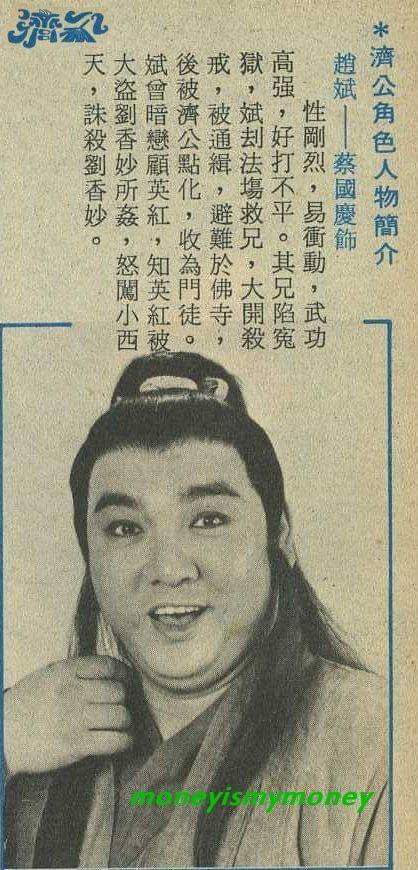 濟公
＊濟公角色人物簡介
趙斌——蔡國慶飾
性剛烈，易衝動，武功
高强，好打不平。其兄陷冤
獄，斌刦法塲救兄，大開殺
戒，被通緝，避難於佛寺，
後被濟公點化，收為門徒。
斌曾暗戀顧英紅，知英紅被
大盜劉香妙所姦，怒闖小西
天，誅殺劉香妙。
moneyismymoney